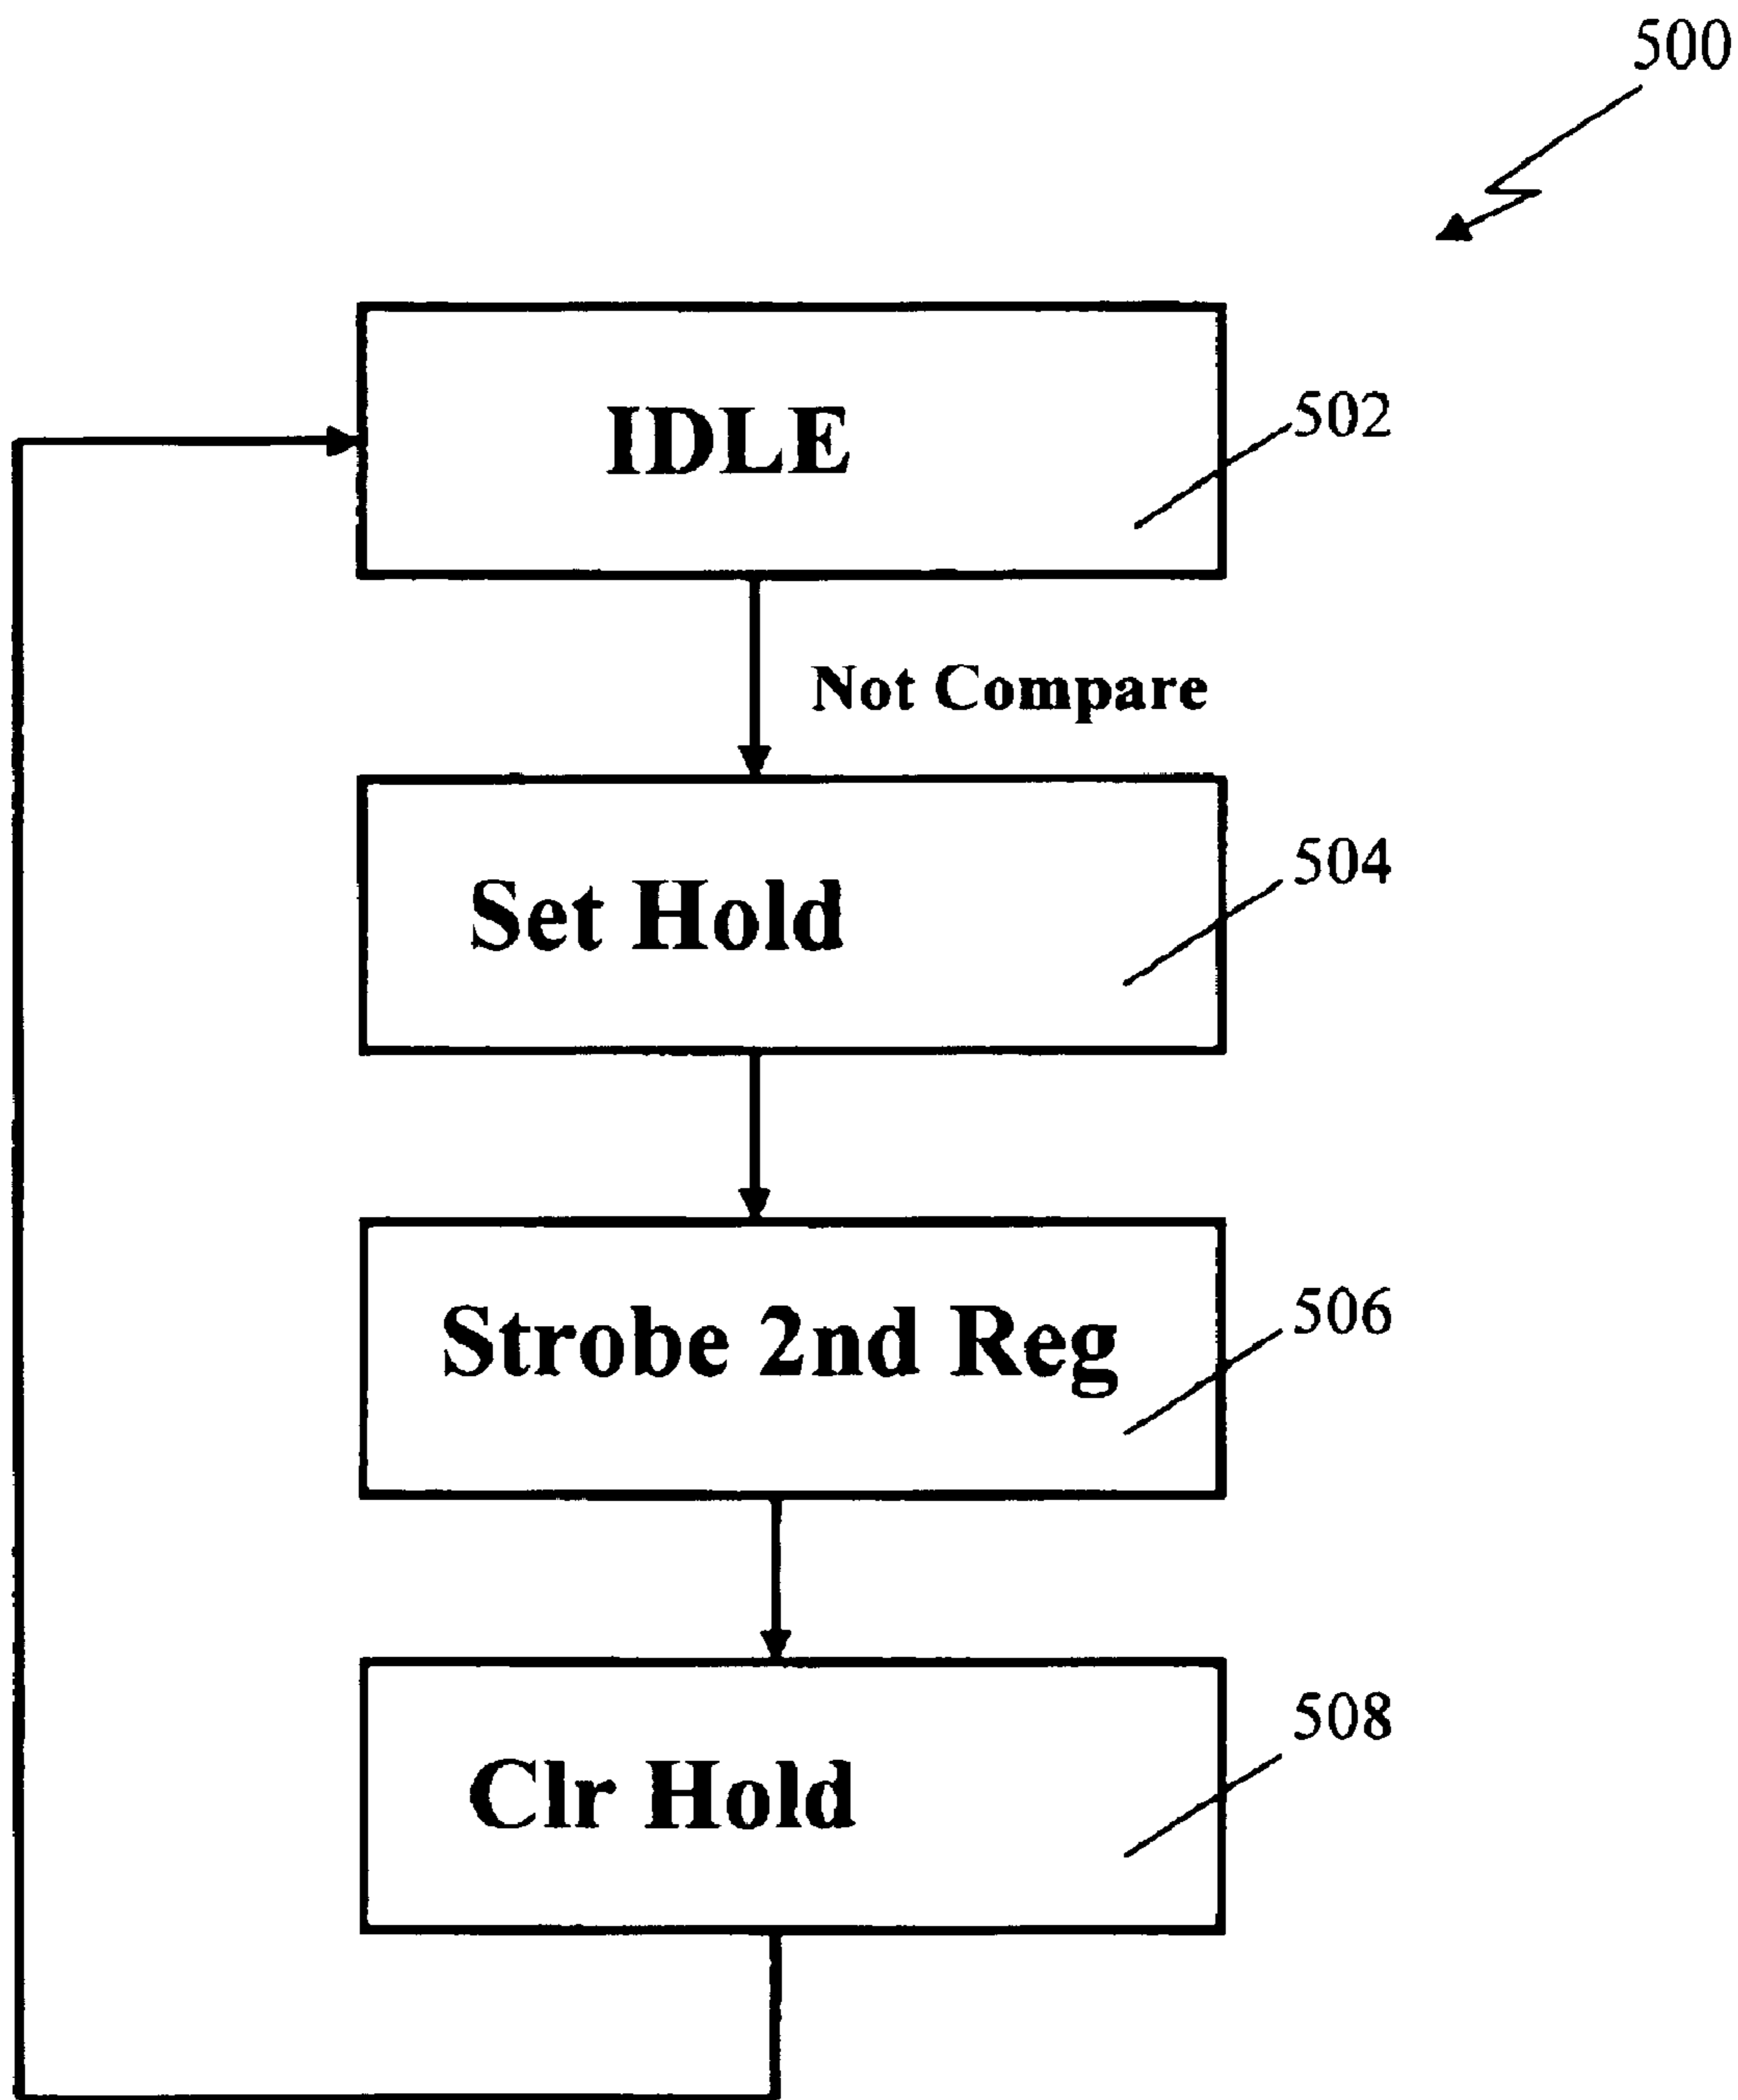 500
IDLE
502
Not Compare
Set Hold
504
Strobe 2nd Reg
506
Clr Hold
508